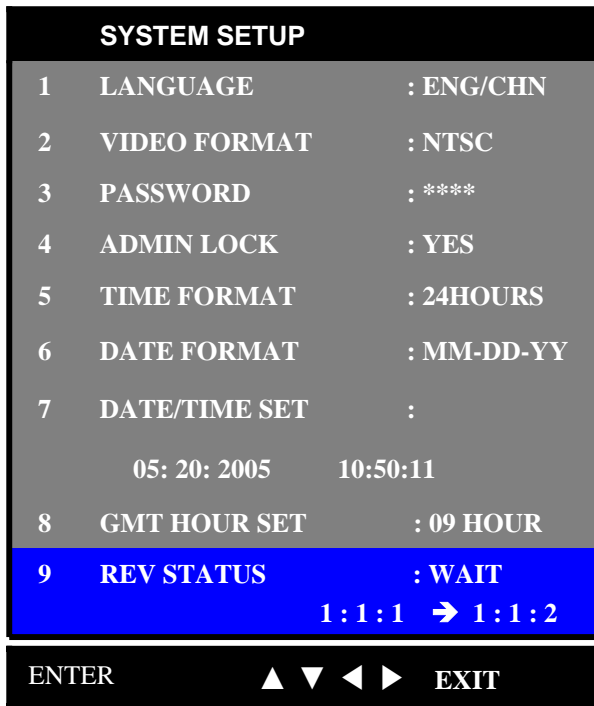 SYSTEM SETUP
1 LANGUAGE : ENG/CHN
2 VIDEO FORMAT : NTSC
3 PASSWORD : ****
4 ADMIN LOCK : YES
5 TIME FORMAT : 24HOURS
6 DATE FORMAT : MM-DD-YY
7 DATE/TIME SET :
05: 20: 2005 10:50:11
8 GMT HOUR SET : 09 HOUR
9 REV STATUS : WAIT
1 : 1 : 1 ➔ 1 : 1 : 2
ENTER ▲ ▼ ◀ ▶ EXIT